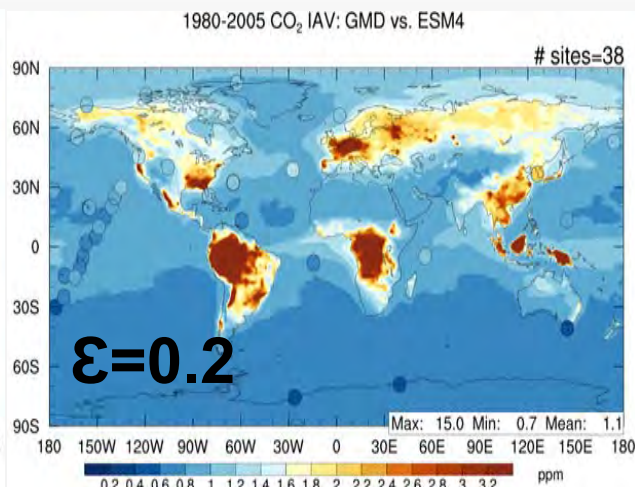 1980-2005 CO₂ IAV: GMD vs. ESM4
# sites=38
90N
60N
30N
0
30S
60S
90S
ε=0.2
Max: 15.0 Min: 0.7 Mean: 1.1
180 150W 120W 90W 60W 30W 0 30E 60E 90E 120E 150E 180
0.2 0.4 0.6 0.8 1 1.2 1.4 1.6 1.8 2 2.2 2.4 2.6 2.8 3 3.2
ppm